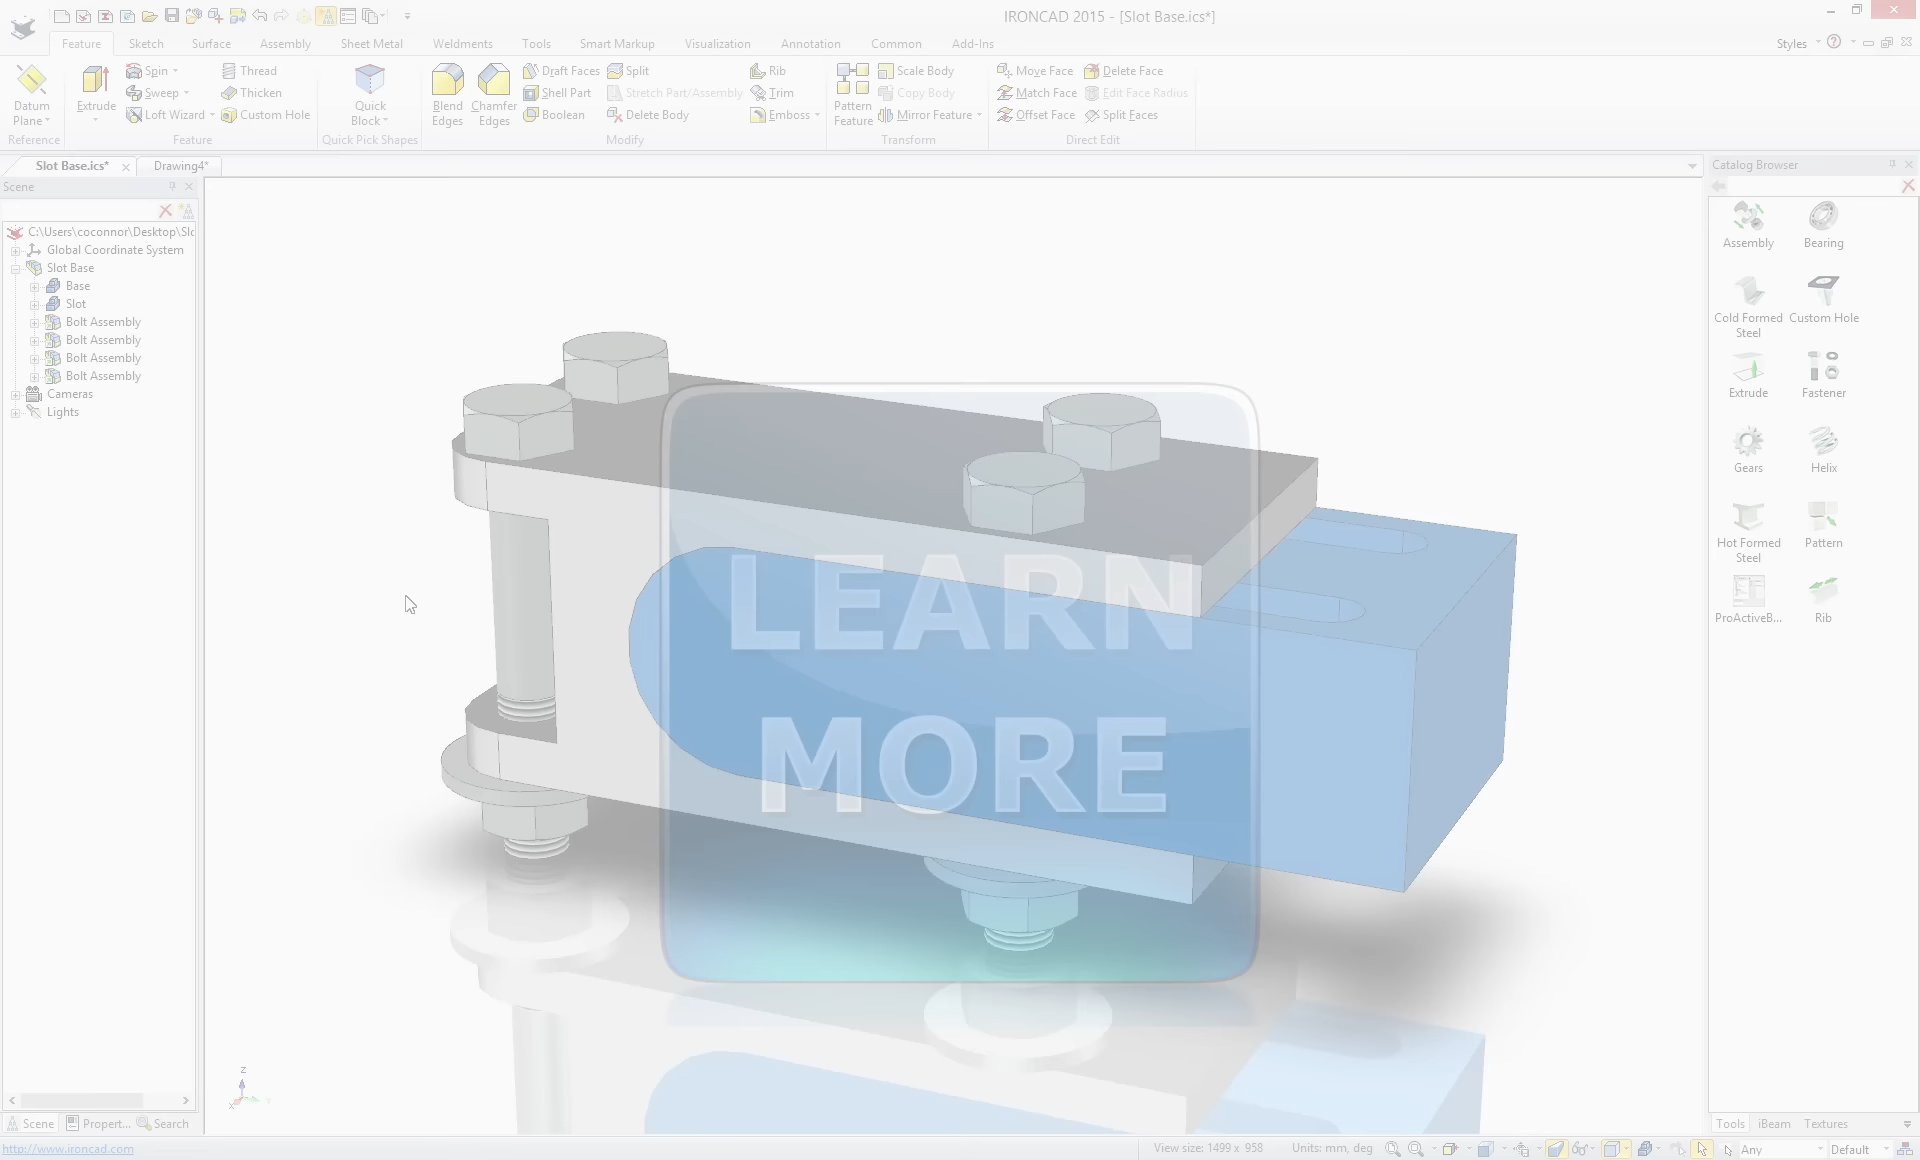 IRONCAD 2015 - [Slot Base.ics*]
Feature Sketch Surface Assembly Sheet Metal Weldments Tools Smart Markup Visualization Annotation Common Add-Ins Styles
Datum Plane
Extrude
Spin
Sweep
Loft Wizard
Thread
Thicken
Custom Hole
Quick Block
Blend Edges
Chamfer Edges
Draft Faces
Shell Part
Boolean
Split
Stretch Part/Assembly
Delete Body
Rib
Trim
Emboss
Pattern Feature
Scale Body
Copy Body
Mirror Feature
Move Face
Match Face
Offset Face
Delete Face
Edit Face Radius
Split Faces
Reference Feature Quick Pick Shapes Modify Transform Direct Edit
Slot Base.ics* Drawing4*
Scene
C:\Users\coconnor\Desktop\Slo
Global Coordinate System
Slot Base
Base
Slot
Bolt Assembly
Bolt Assembly
Bolt Assembly
Bolt Assembly
Cameras
Lights
LEARN
MORE
Z
X
Catalog Browser
Assembly Bearing
Cold Formed Steel Custom Hole
Extrude Fastener
Gears Helix
Hot Formed Steel Pattern
ProActiveB... Rib
Scene Propert... Search
Tools iBeam Textures
http://www.ironcad.com
View size: 1499 x 958 Units: mm, deg Any Default